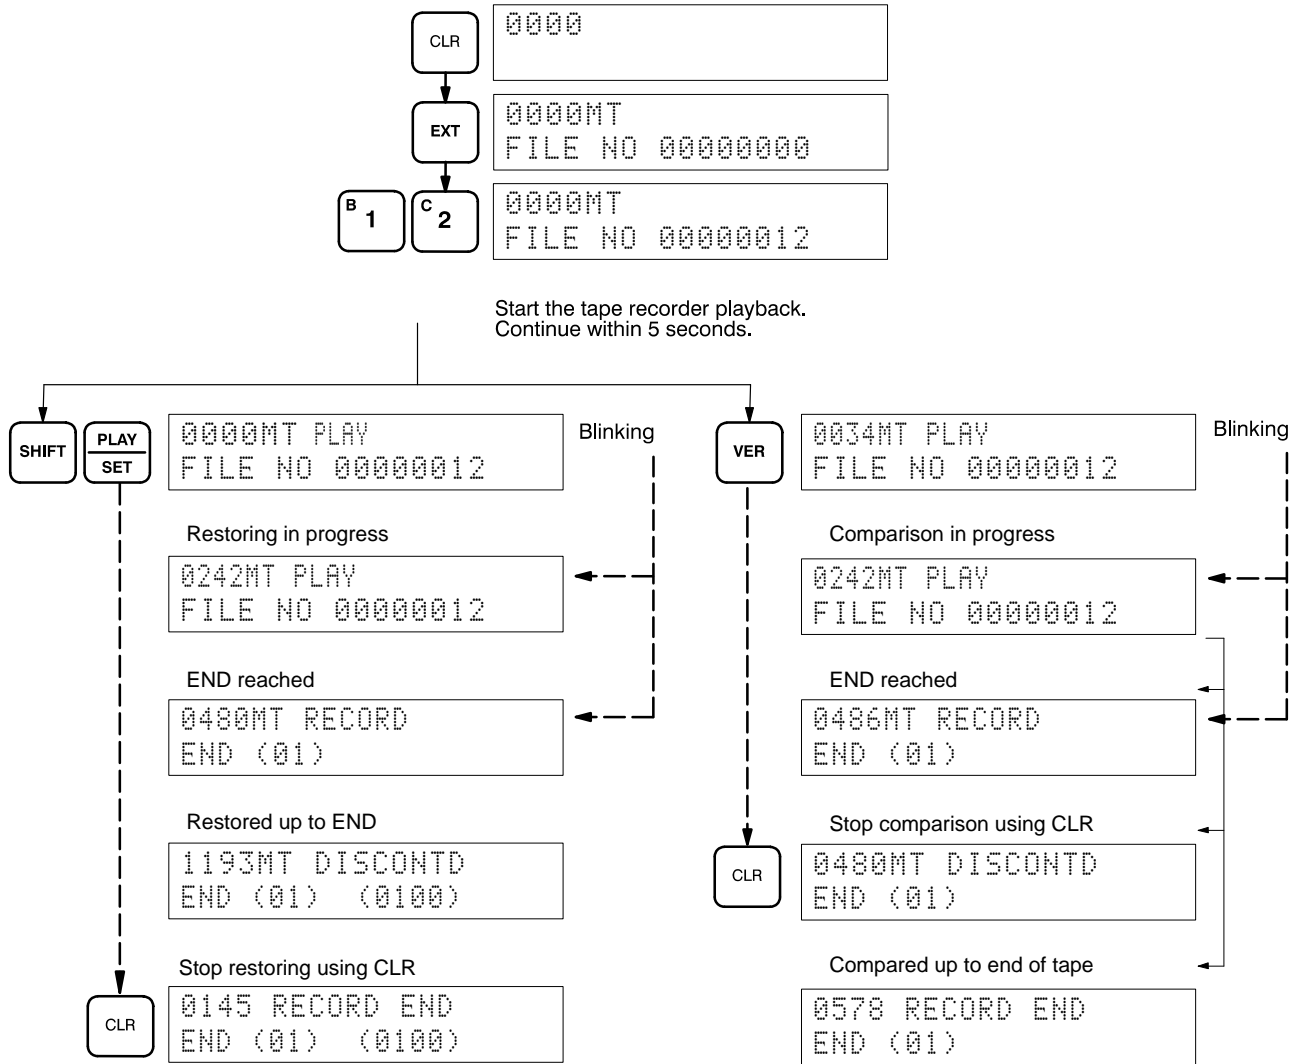 CLR
0000
EXT
0000MT
FILE NO 00000000
B 1
C 2
0000MT
FILE NO 00000012
Start the tape recorder playback.
Continue within 5 seconds.
SHIFT
PLAY
SET
0000MT PLAY
FILE NO 00000012
Blinking
Restoring in progress
0242MT PLAY
FILE NO 00000012
END reached
0480MT RECORD
END (01)
Restored up to END
1193MT DISCONTD
END (01) (0100)
Stop restoring using CLR
CLR
0145 RECORD END
END (01) (0100)
VER
0034MT PLAY
FILE NO 00000012
Blinking
Comparison in progress
0242MT PLAY
FILE NO 00000012
END reached
0486MT RECORD
END (01)
Stop comparison using CLR
CLR
0480MT DISCONTD
END (01)
Compared up to end of tape
0578 RECORD END
END (01)